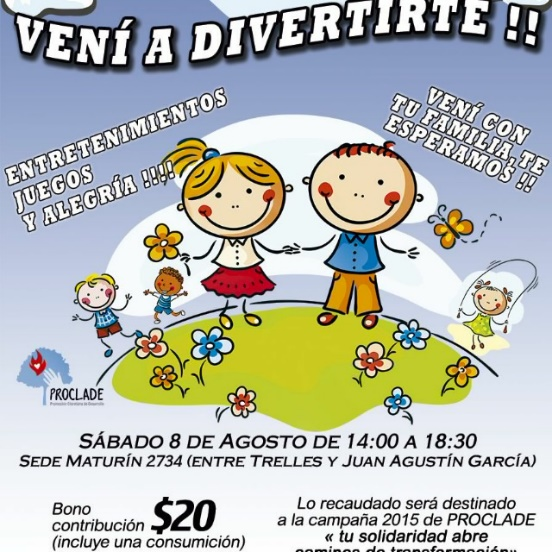 VENÍ A DIVERTIRTE !!
ENTRETENIMIENTOS
JUEGOS
Y ALEGRÍA !!!!!
VENÍ CON
TU FAMILIA, TE
ESPERAMOS !!
PROCLADE
SÁBADO 8 DE AGOSTO DE 14:00 A 18:30
SEDE MATURÍN 2734 (ENTRE TRELLES Y JUAN AGUSTÍN GARCÍA)
Bono
contribución $20
(incluye una consumición)
Lo recaudado será destinado
a la campaña 2015 de PROCLADE
« tu solidaridad abre
caminos de transformación»